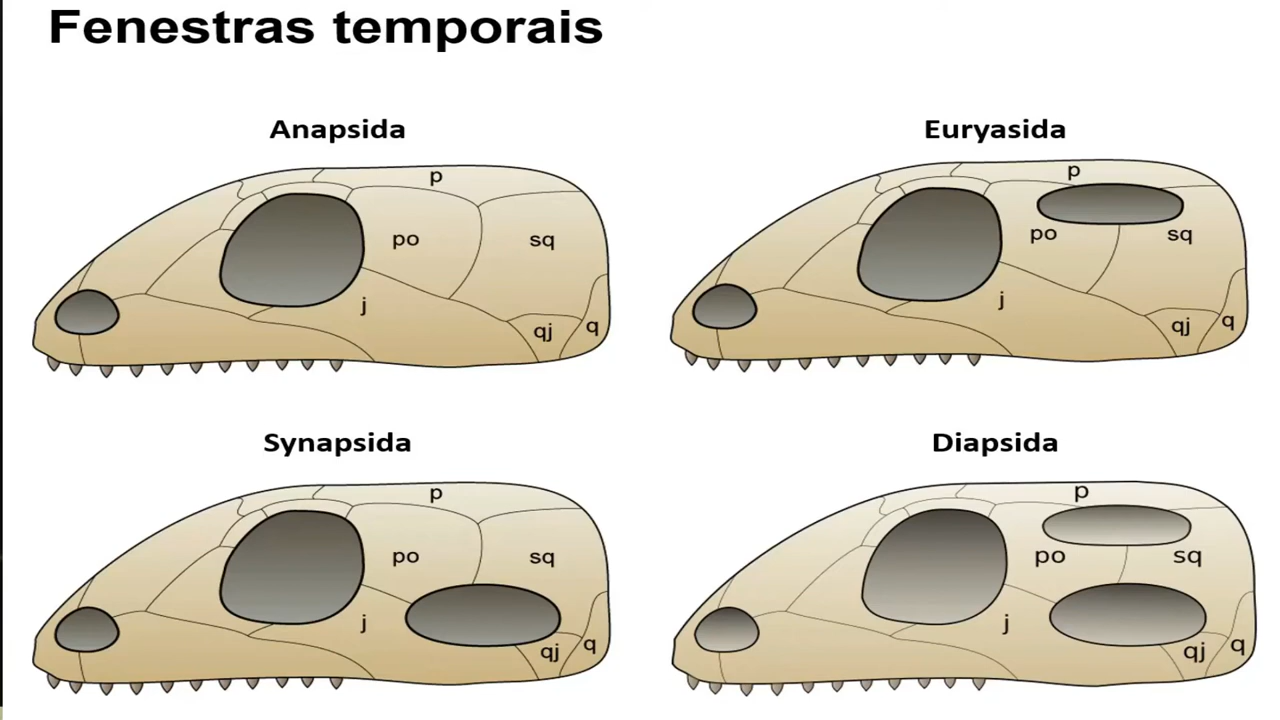 Fenestras temporais
Anapsida
p
po
sq
j
qj
q
Euryasida
p
po
sq
j
qj
q
Synapsida
p
po
sq
j
qj
q
Diapsida
p
po
sq
j
qj
q